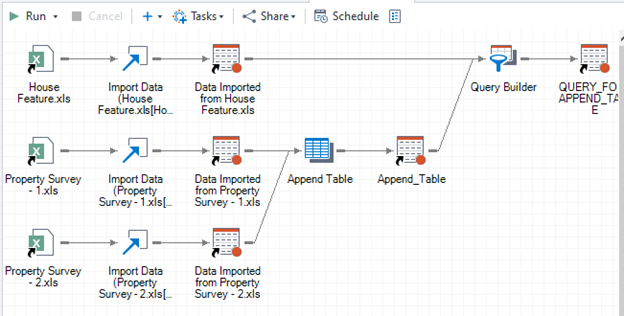 Run Cancel Tasks Share Schedule
House
Feature.xls
Import Data
(House
Feature.xls[Ho...
Data Imported
from House
Feature.xls
Query Builder
QUERY_FO
APPEND_TA
E
Property Survey
- 1.xls
Import Data
(Property
Survey - 1.xls[...
Data Imported
from Property
Survey - 1.xls
Append Table
Append_Table
Property Survey
- 2.xls
Import Data
(Property
Survey - 2.xls[...
Data Imported
from Property
Survey - 2.xls